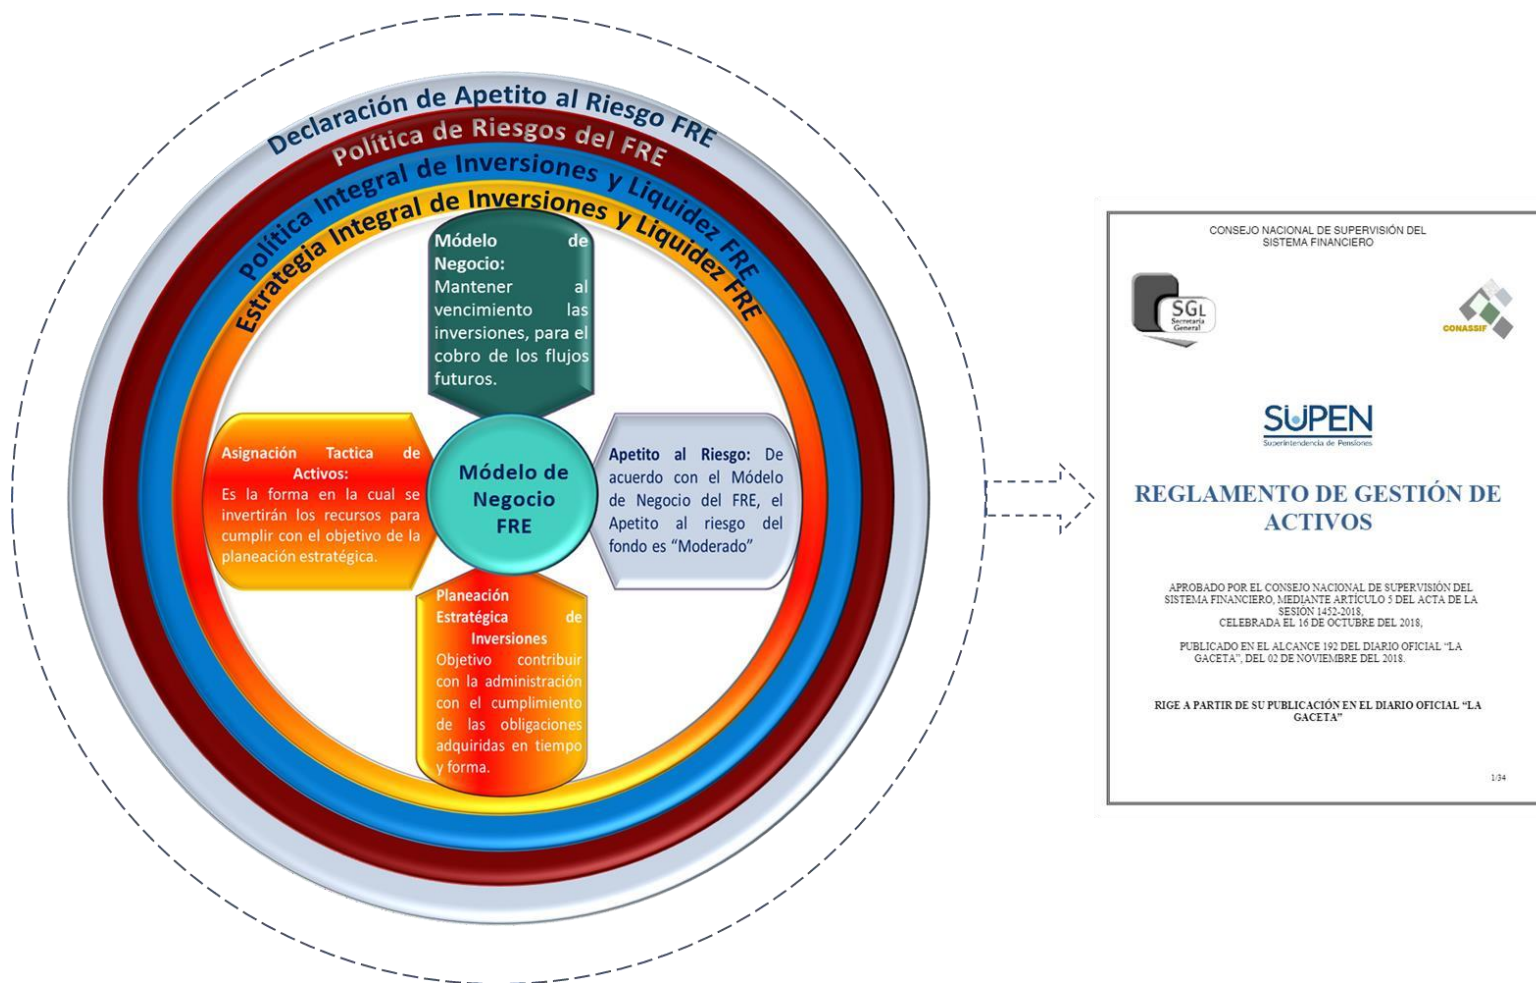 Declaración de Apetito al Riesgo FRE
Política de Riesgos del FRE
Política Integral de Inversiones y Liquidez FRE
Estrategia Integral de Inversiones y Liquidez FRE
Módelo de
Negocio:
Mantener al
vencimiento las
inversiones, para el
cobro de los flujos
futuros.
Asignación Tactica de
Activos:
Es la forma en la cual se
invertirán los recursos para
cumplir con el objetivo de la
planeación estratégica.
Módelo de
Negocio
FRE
Apetito al Riesgo: De
acuerdo con el Módelo
de Negocio del FRE, el
Apetito al riesgo del
fondo es “Moderado”
Planeación
Estratégica de
Inversiones
Objetivo contribuir
con la administración
con el cumplimiento
de las obligaciones
adquiridas en tiempo
y forma.
CONSEJO NACIONAL DE SUPERVISIÓN DEL
SISTEMA FINANCIERO
SGL
Secretaría
General
CONASSIF
SUPEN
Superintendencia de Pensiones
REGLAMENTO DE GESTIÓN DE
ACTIVOS
APROBADO POR EL CONSEJO NACIONAL DE SUPERVISIÓN DEL
SISTEMA FINANCIERO, MEDIANTE ARTÍCULO 5 DEL ACTA DE LA
SESIÓN 1452-2018,
CELEBRADA EL 16 DE OCTUBRE DEL 2018,
PUBLICADO EN EL ALCANCE 192 DEL DIARIO OFICIAL “LA
GACETA”, DEL 02 DE NOVIEMBRE DEL 2018.
RIGE A PARTIR DE SU PUBLICACIÓN EN EL DIARIO OFICIAL “LA
GACETA”
1/34